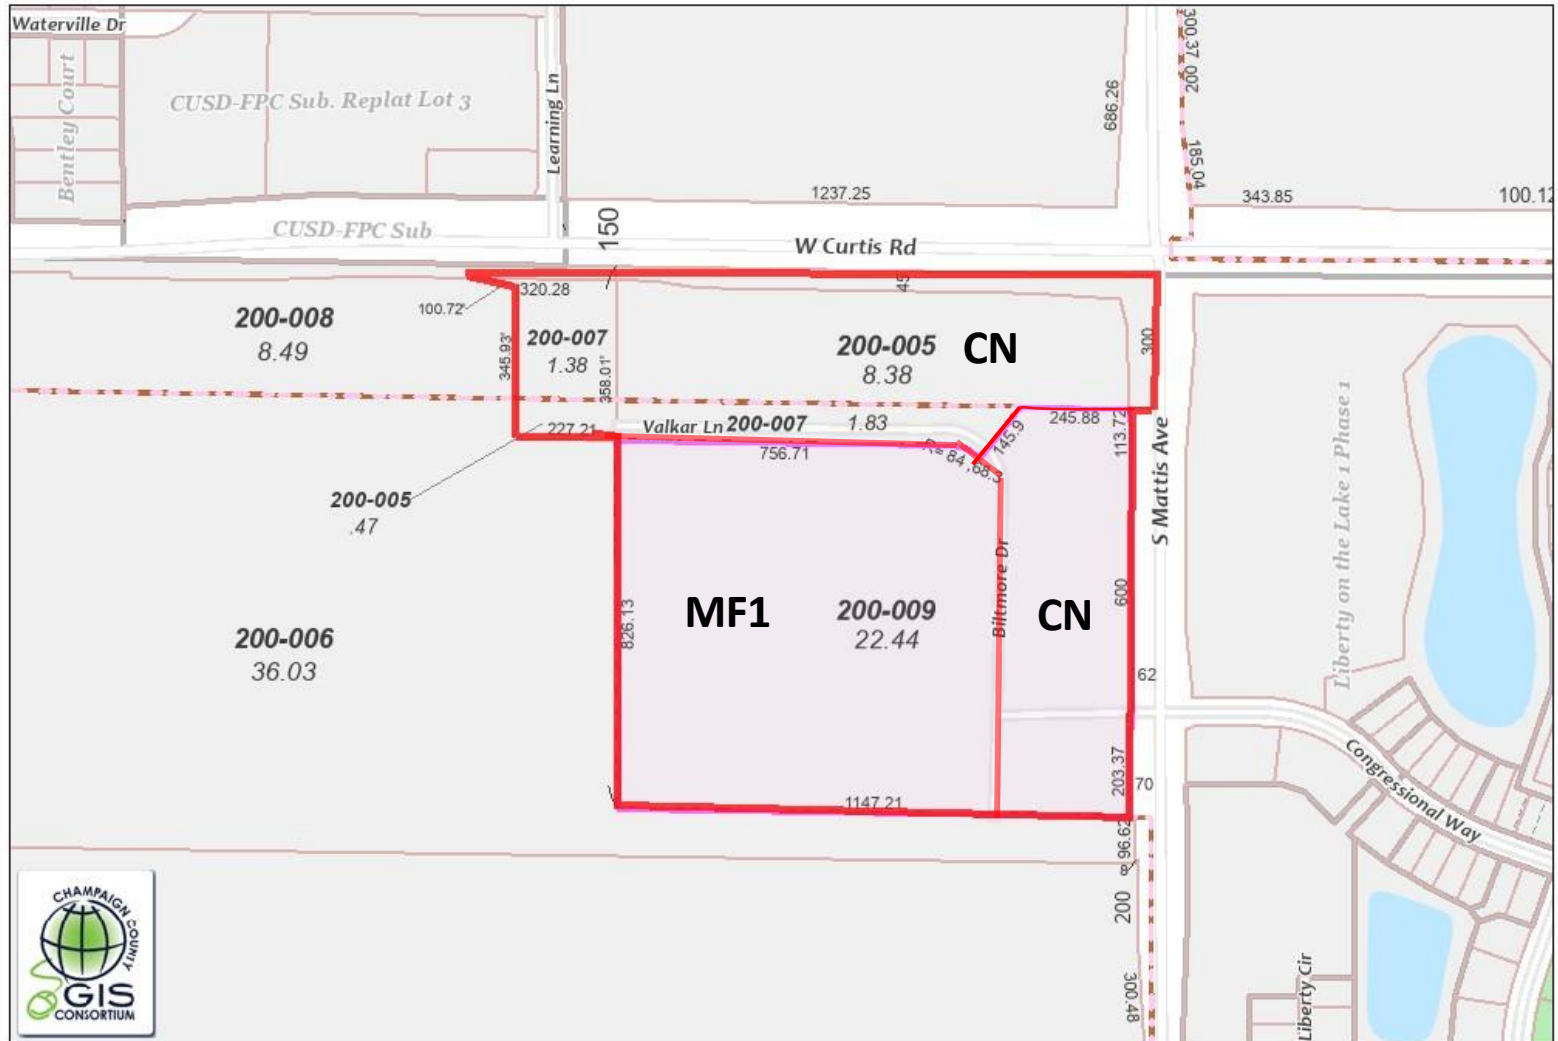 Waterville Dr
Bentley Court
CUSD-FPC Sub. Replat Lot 3
Learning Ln
686.26
300.37
200
185.04
1237.25
343.85
100.12
CUSD-FPC Sub
150
W Curtis Rd
320.28
45
100.72'
200-008
8.49
200-007
1.38
345.93'
358.01'
200-005
8.38
CN
300
227.21
Valkar Ln
200-007
1.83
245.88
113.72
145.9
756.71
R= 84
68.3
S Mattis Ave
Liberty on the Lake 1 Phase 1
200-005
.47
200-006
36.03
826.13
MF1
200-009
22.44
Biltmore Dr
CN
600
62
203.37
70
1147.21
Congressional Way
96.62
8
200
300.48
Liberty Cir
CHAMPAIGN COUNTY
GIS
CONSORTIUM